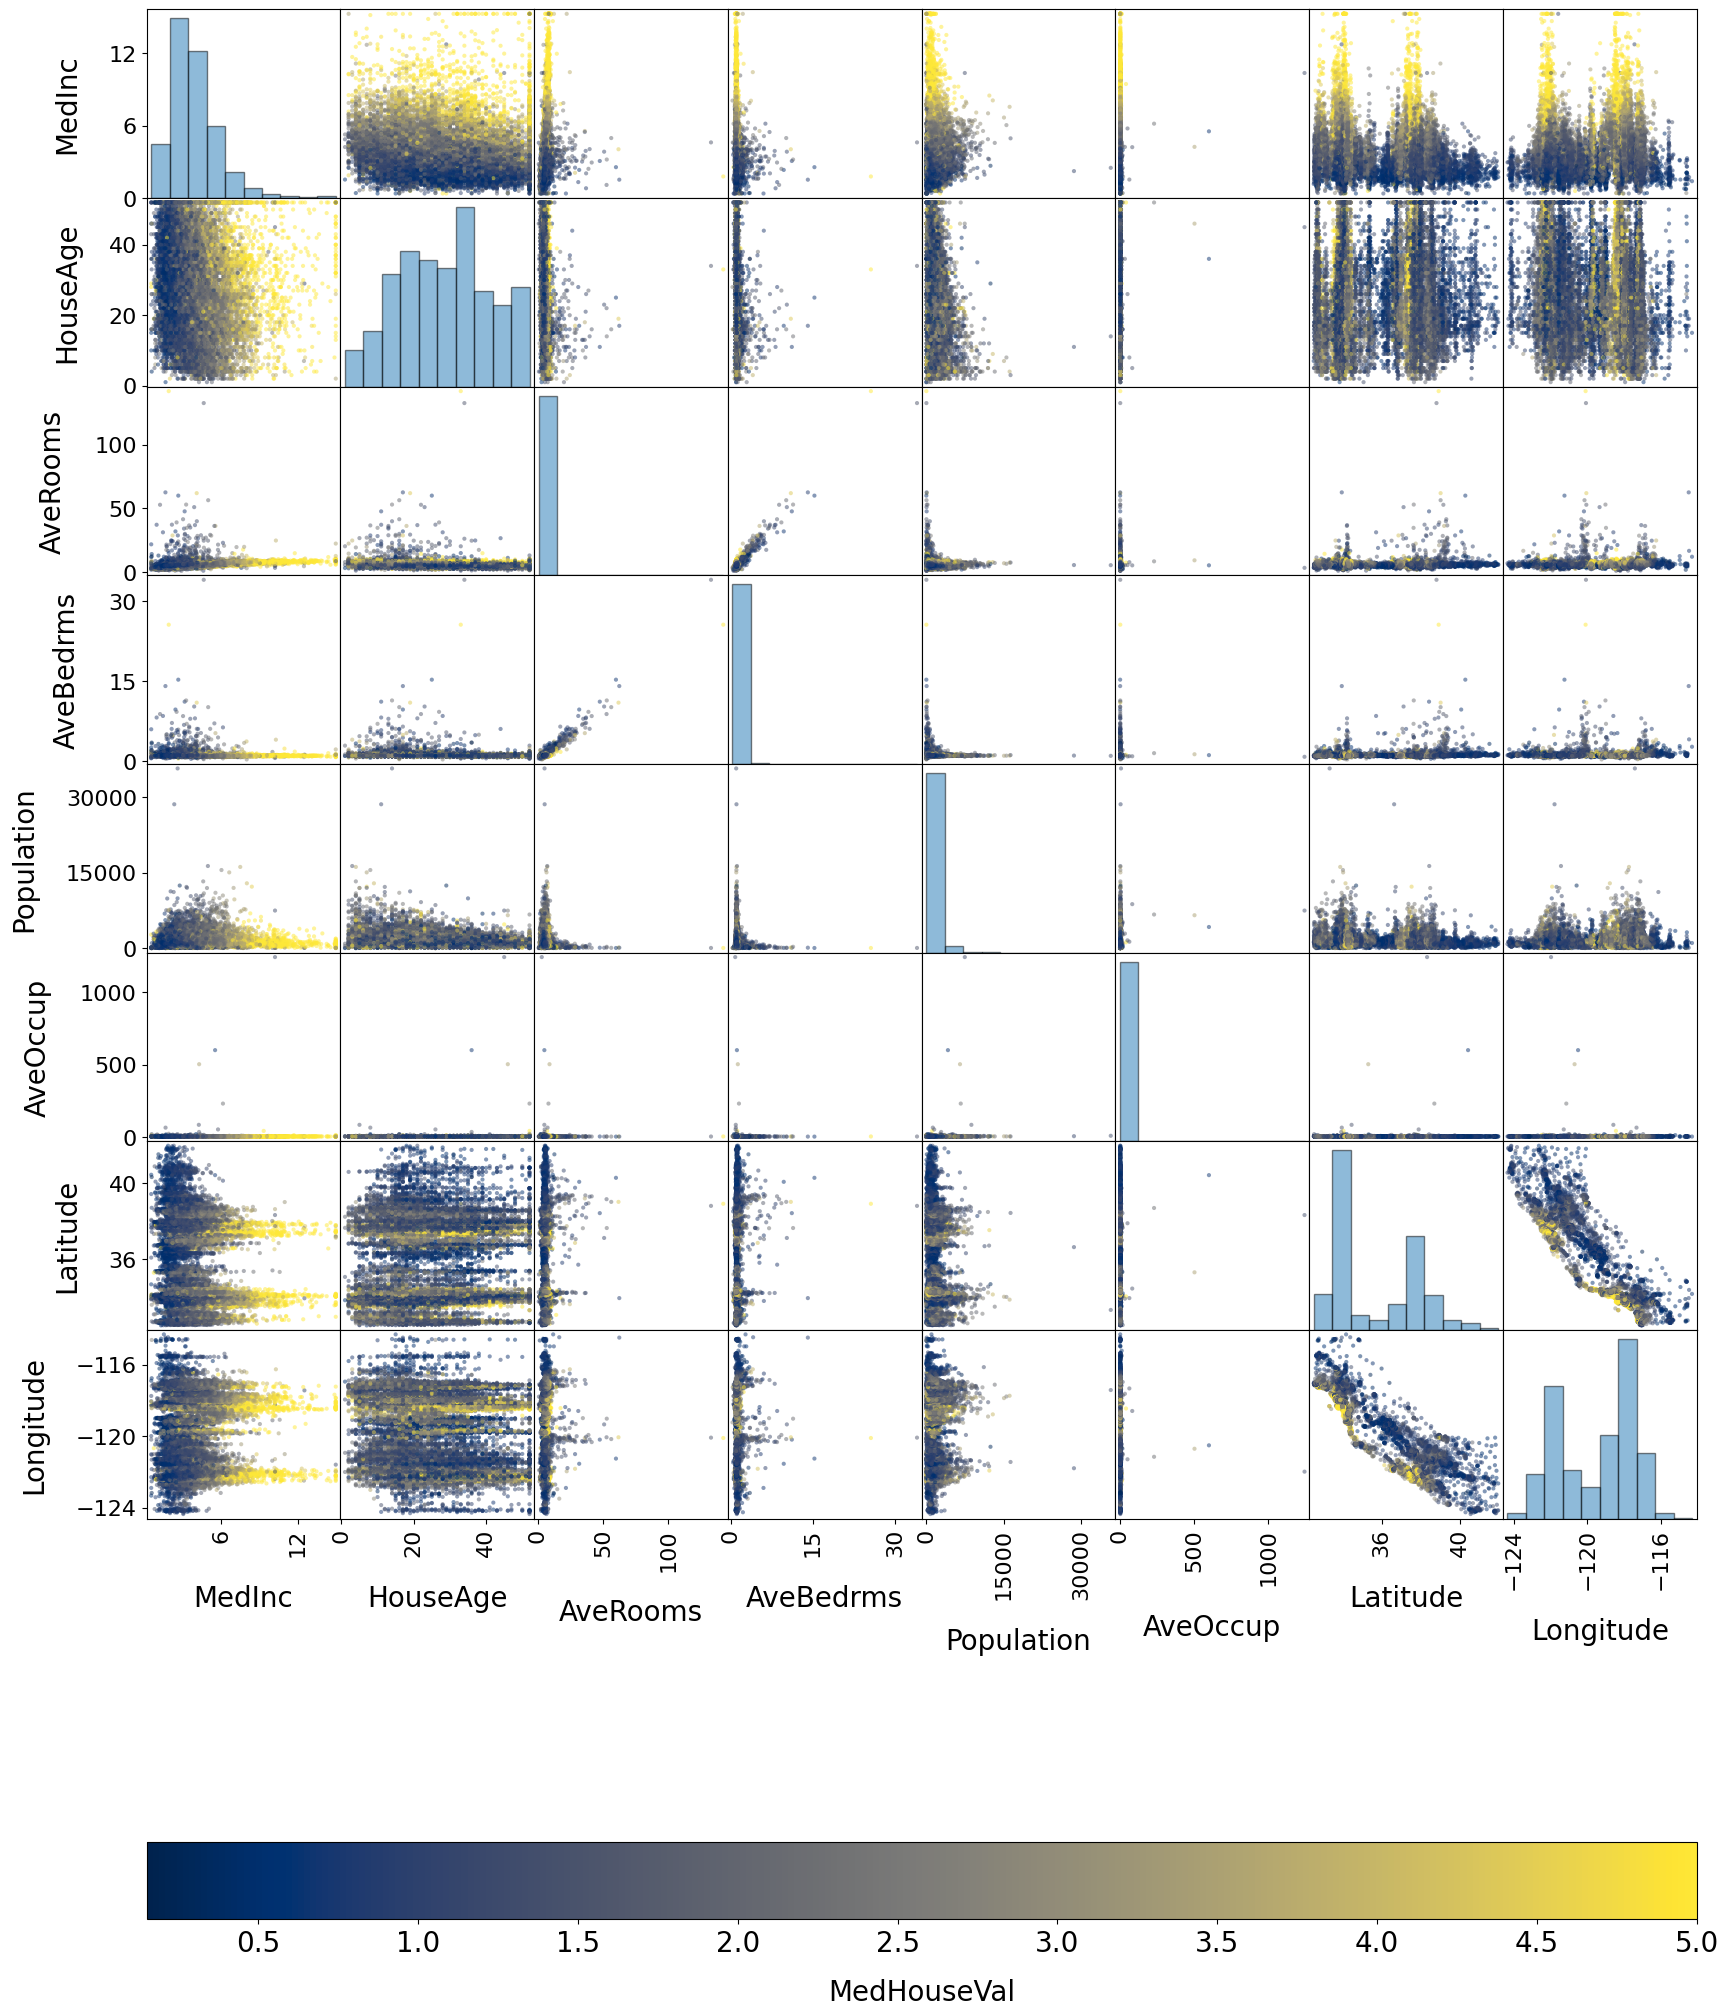 MedInc
12
6
0
HouseAge
40
20
0
AveRooms
100
50
0
AveBedrms
30
15
0
Population
30000
15000
0
AveOccup
1000
500
0
Latitude
40
36
Longitude
−116
−120
−124
6 12 0 20 40 0 50 100 0 15 30 0 15000 30000 0 500 1000 36 40 −124 −120 −116
MedInc HouseAge AveRooms AveBedrms Population AveOccup Latitude Longitude
0.5 1.0 1.5 2.0 2.5 3.0 3.5 4.0 4.5 5.0
MedHouseVal